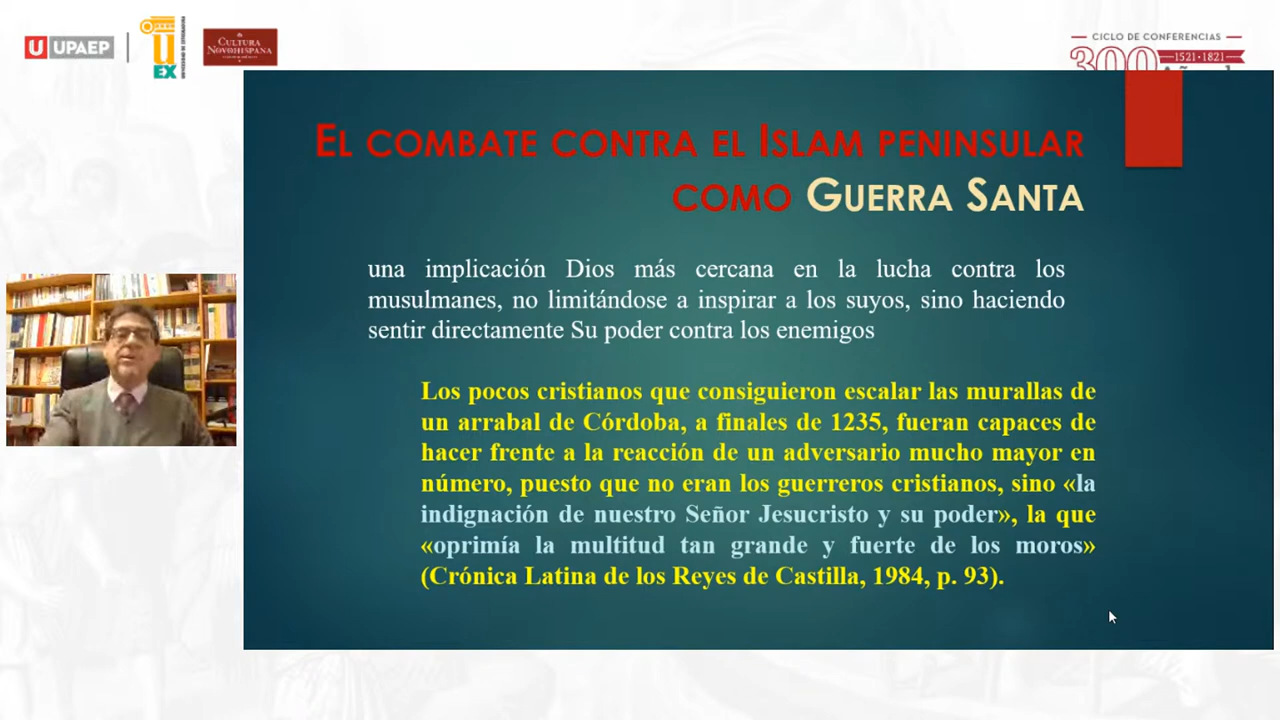 UPAEP
UEX
CULTURA
NOVOHISPANA
CICLO DE CONFERENCIAS
300
1521·1821
EL COMBATE CONTRA EL ISLAM PENINSULAR
COMO GUERRA SANTA
una implicación Dios más cercana en la lucha contra los
musulmanes, no limitándose a inspirar a los suyos, sino haciendo
sentir directamente Su poder contra los enemigos
Los pocos cristianos que consiguieron escalar las murallas de
un arrabal de Córdoba, a finales de 1235, fueran capaces de
hacer frente a la reacción de un adversario mucho mayor en
número, puesto que no eran los guerreros cristianos, sino «la
indignación de nuestro Señor Jesucristo y su poder», la que
«oprimía la multitud tan grande y fuerte de los moros»
(Crónica Latina de los Reyes de Castilla, 1984, p. 93).